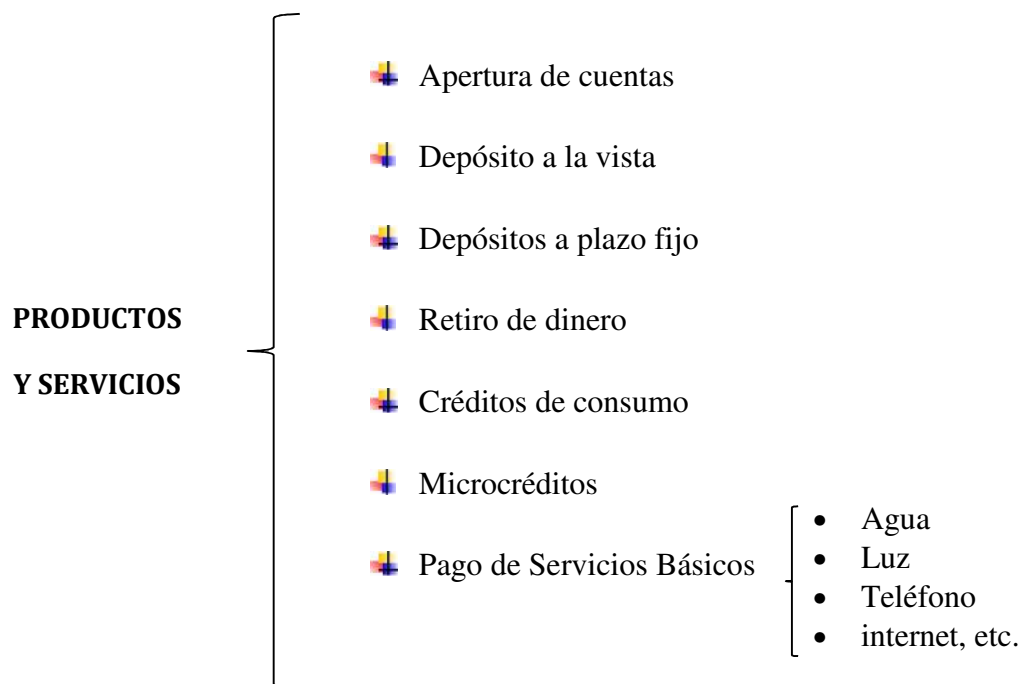 PRODUCTOS
Y SERVICIOS
Apertura de cuentas
Depósito a la vista
Depósitos a plazo fijo
Retiro de dinero
Créditos de consumo
Microcréditos
Pago de Servicios Básicos
• Agua
• Luz
• Teléfono
• internet, etc.